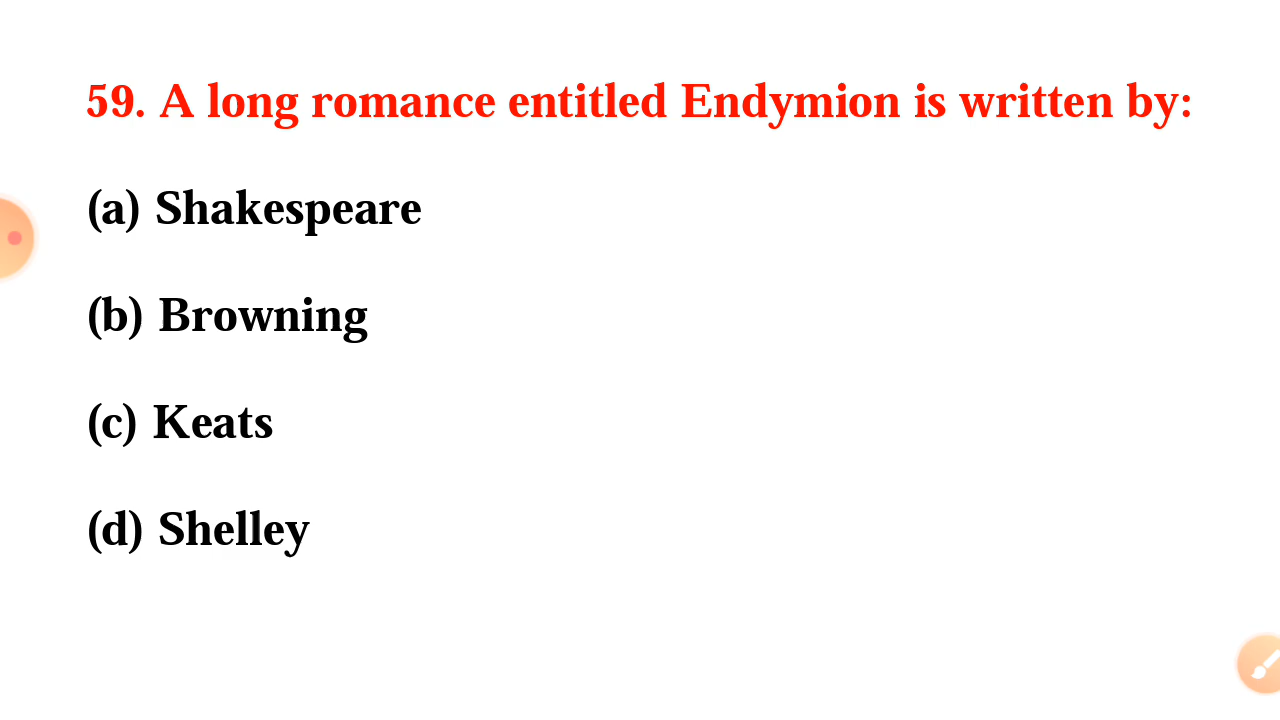 59. A long romance entitled Endymion is written by:
(a) Shakespeare
(b) Browning
(c) Keats
(d) Shelley